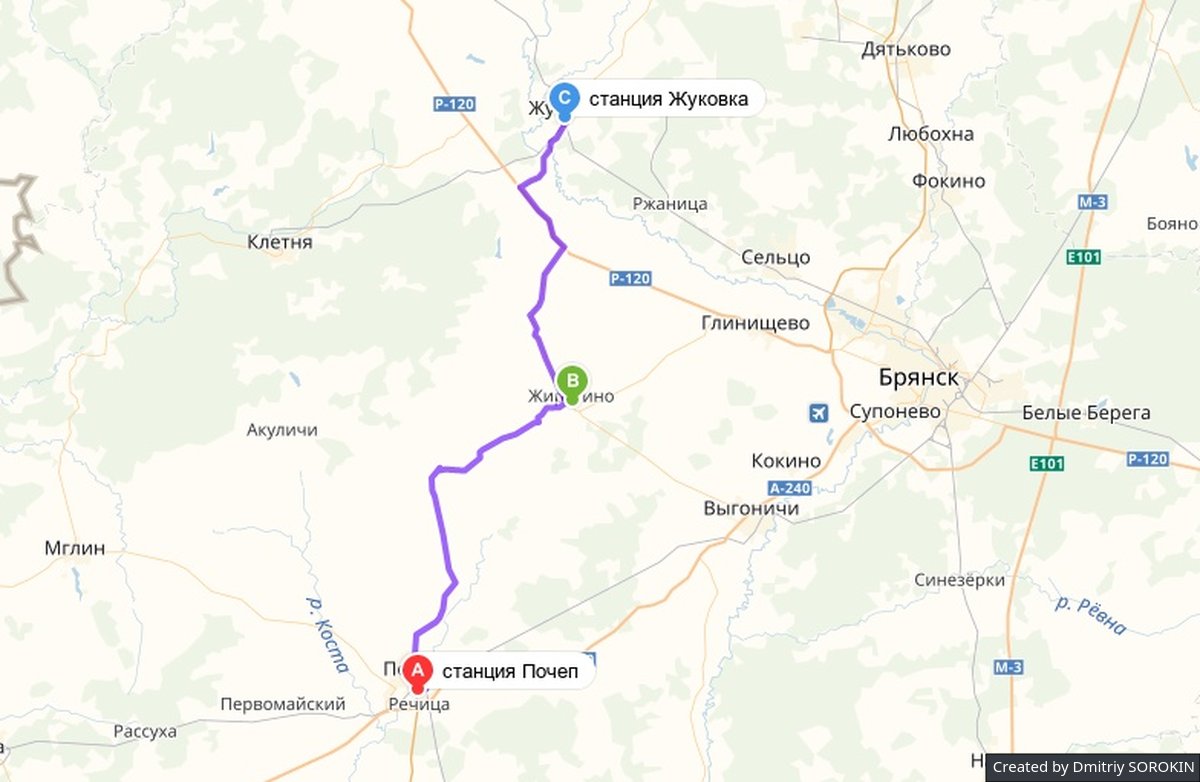 Дятьково
Р-120
Жу
C
станция Жуковка
Любохна
Фокино
М-3
Ржаница
Бояно
Клетня
Сельцо
E101
Р-120
Глинищево
Брянск
B
Жи
ино
Супонево
Белые Берега
Акуличи
Кокино
E101
Р-120
А-240
Выгоничи
Мглин
Синезёрки
р. Рёвна
р. Коста
По
A
станция Почеп
М-3
Первомайский
Речица
Рассуха
а
Н
Created by Dmitriy SOROKIN